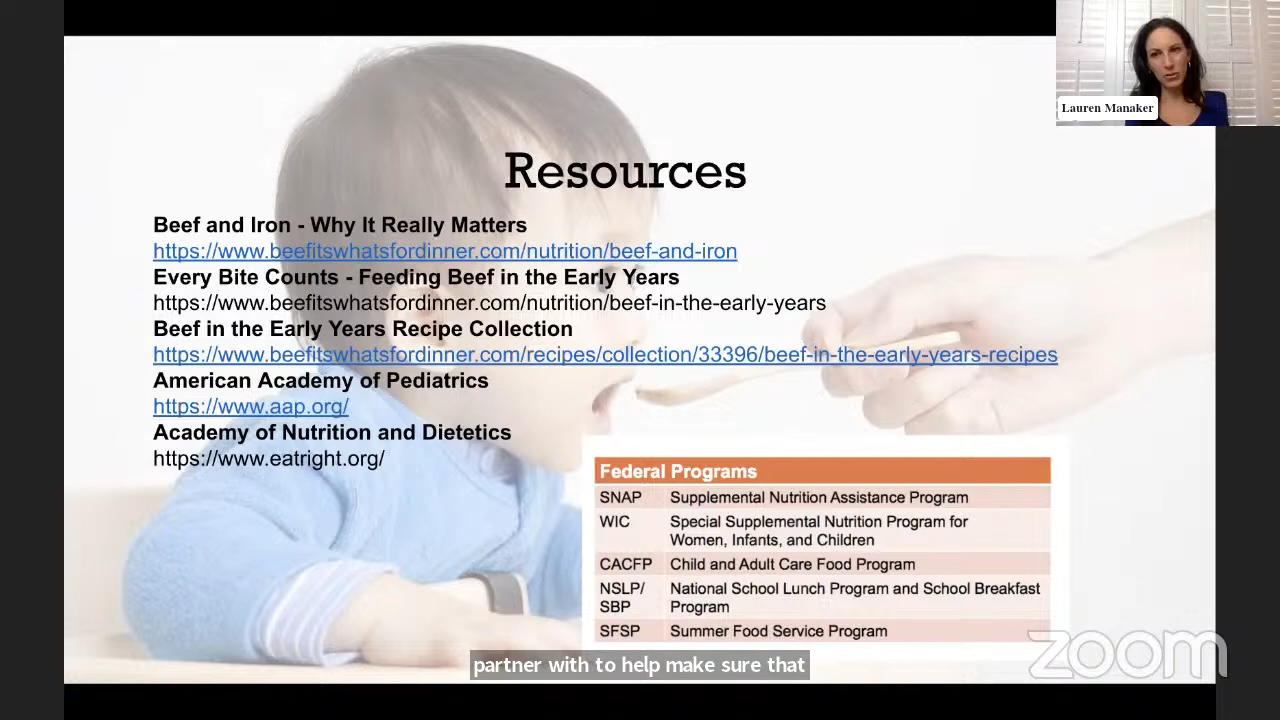 Lauren Manaker
Resources
Beef and Iron - Why It Really Matters
https://www.beefitswhatsfordinner.com/nutrition/beef-and-iron
Every Bite Counts - Feeding Beef in the Early Years
https://www.beefitswhatsfordinner.com/nutrition/beef-in-the-early-years
Beef in the Early Years Recipe Collection
https://www.beefitswhatsfordinner.com/recipes/collection/33396/beef-in-the-early-years-recipes
American Academy of Pediatrics
https://www.aap.org/
Academy of Nutrition and Dietetics
https://www.eatright.org/
Federal Programs
SNAP Supplemental Nutrition Assistance Program
WIC Special Supplemental Nutrition Program for
Women, Infants, and Children
CACFP Child and Adult Care Food Program
NSLP/ National School Lunch Program and School Breakfast
SBP Program
SFSP Summer Food Service Program
zoom
partner with to help make sure that